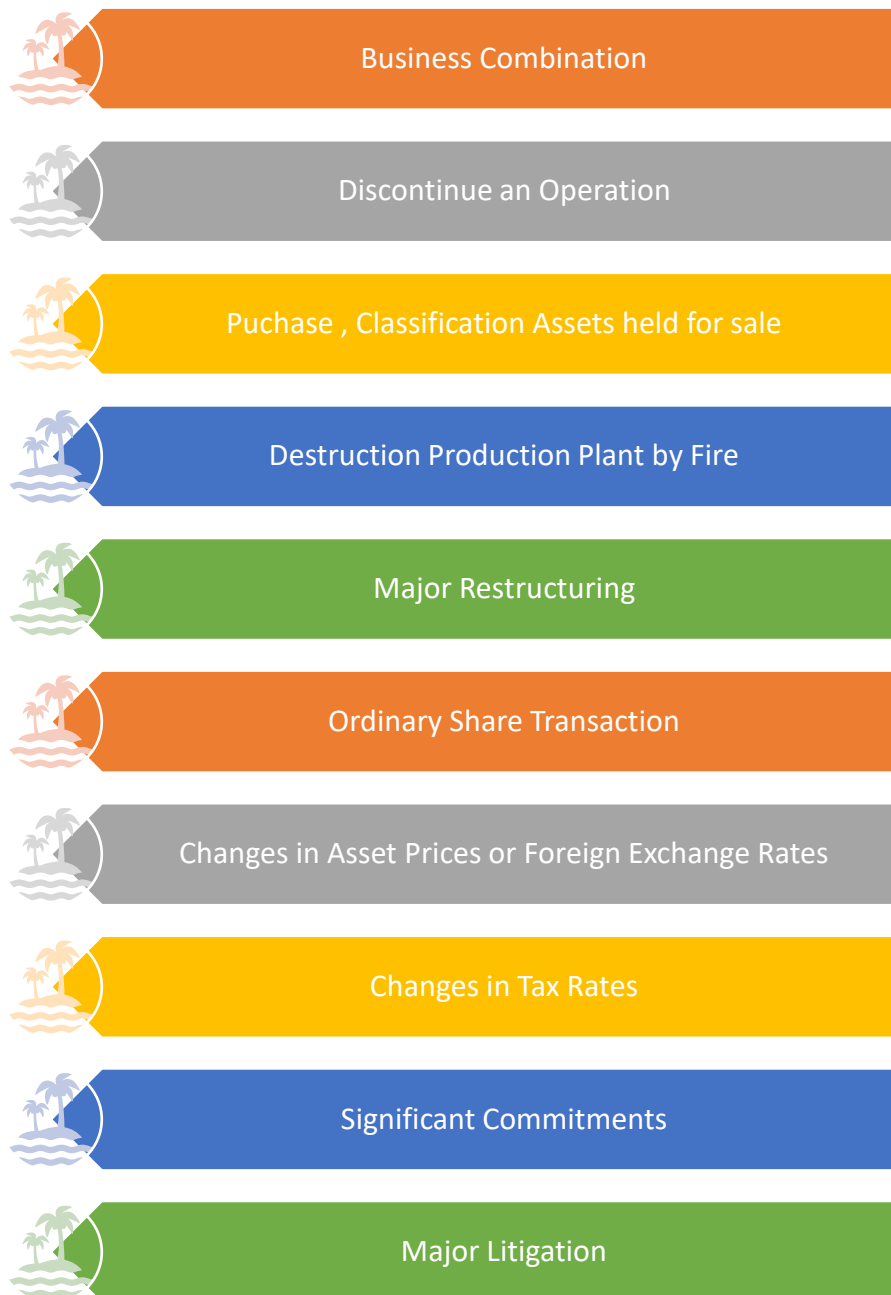 Business Combination
Discontinue an Operation
Puchase , Classification Assets held for sale
Destruction Production Plant by Fire
Major Restructuring
Ordinary Share Transaction
Changes in Asset Prices or Foreign Exchange Rates
Changes in Tax Rates
Significant Commitments
Major Litigation